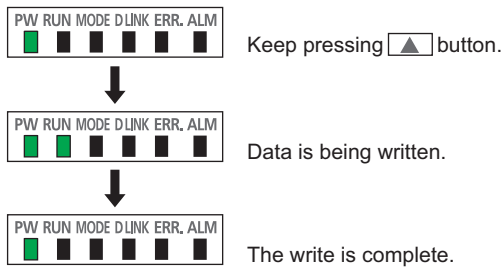 PW RUN MODE D LINK ERR. ALM
Keep pressing ▲ button.
PW RUN MODE D LINK ERR. ALM
Data is being written.
PW RUN MODE D LINK ERR. ALM
The write is complete.